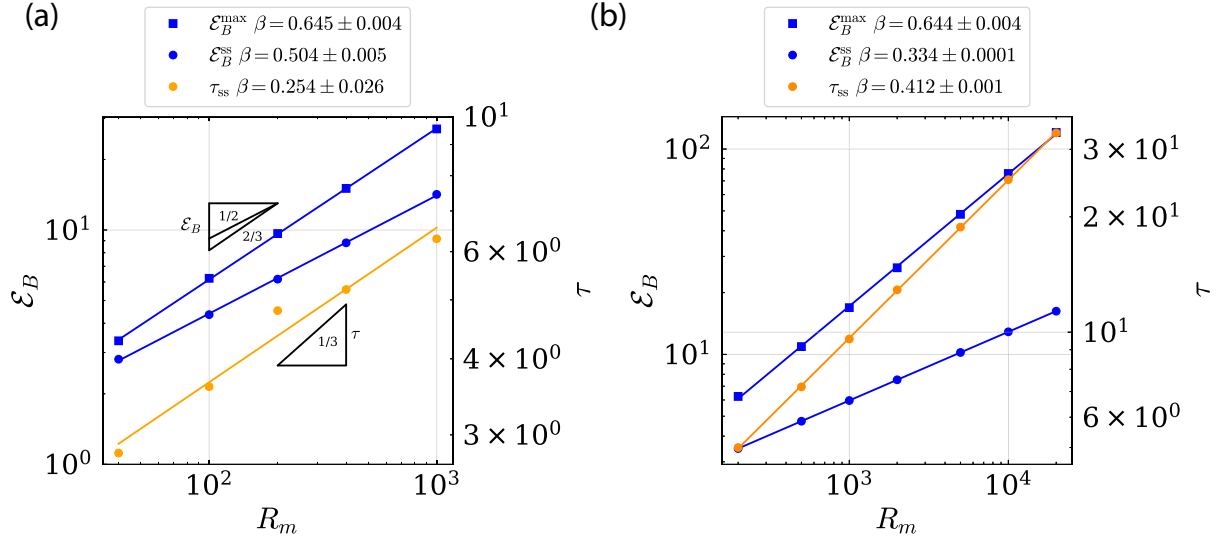 (a)
ℰ_B^max β = 0.645 ± 0.004
ℰ_B^ss β = 0.504 ± 0.005
τ_ss β = 0.254 ± 0.026
10^1
10^0
ℰ_B
10^2
10^3
R_m
10^1
6 × 10^0
4 × 10^0
3 × 10^0
τ
ℰ_B
1/2
2/3
1/3
τ
(b)
ℰ_B^max β = 0.644 ± 0.004
ℰ_B^ss β = 0.334 ± 0.0001
τ_ss β = 0.412 ± 0.001
10^2
10^1
ℰ_B
10^3
10^4
R_m
3 × 10^1
2 × 10^1
10^1
6 × 10^0
τ